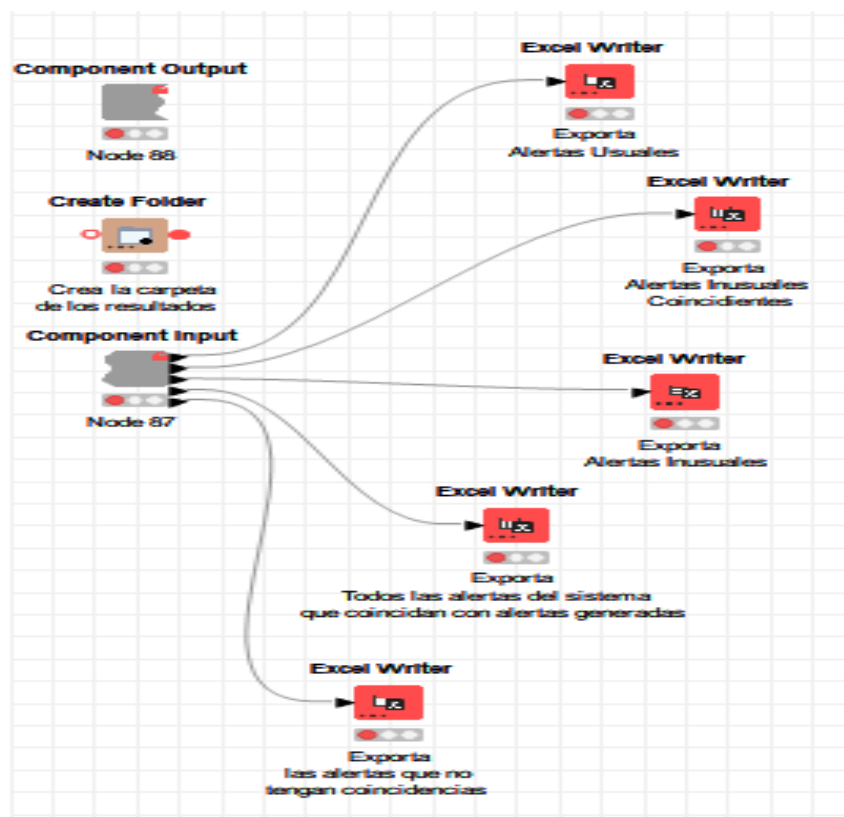 Excel Writer
Component Output
Exporta
Alertas Usuales
Node 88
Excel Writer
Create Folder
Exporta
Alertas Inusuales
Coincidientes
Crea la carpeta
de los resultados
Component Input
Excel Writer
Node 87
Exporta
Alertas Inusuales
Excel Writer
Exporta
Todos las alertas del sistema
que coincidan con alertas generadas
Excel Writer
Exporta
las alertas que no
tengan coincidencias